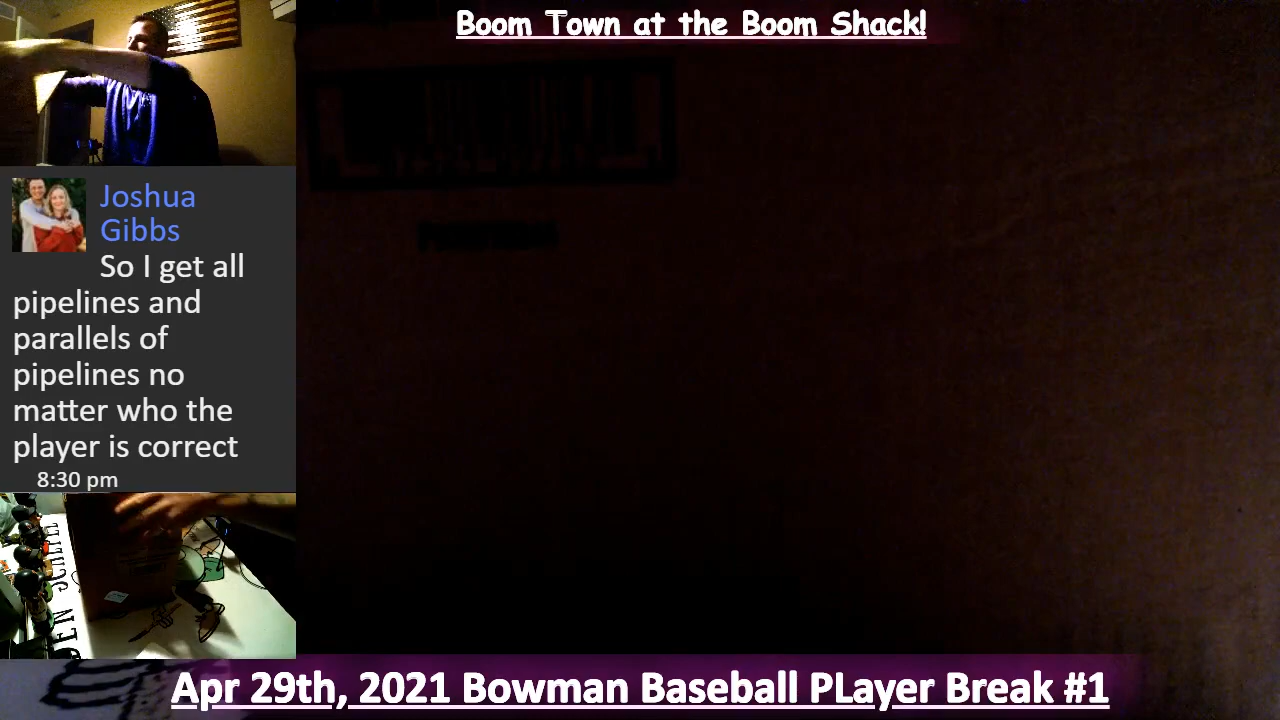 Boom Town at the Boom Shack!
Joshua
Gibbs
So I get all
pipelines and
parallels of
pipelines no
matter who the
player is correct
8:30 pm
Apr 29th, 2021 Bowman Baseball PLayer Break #1